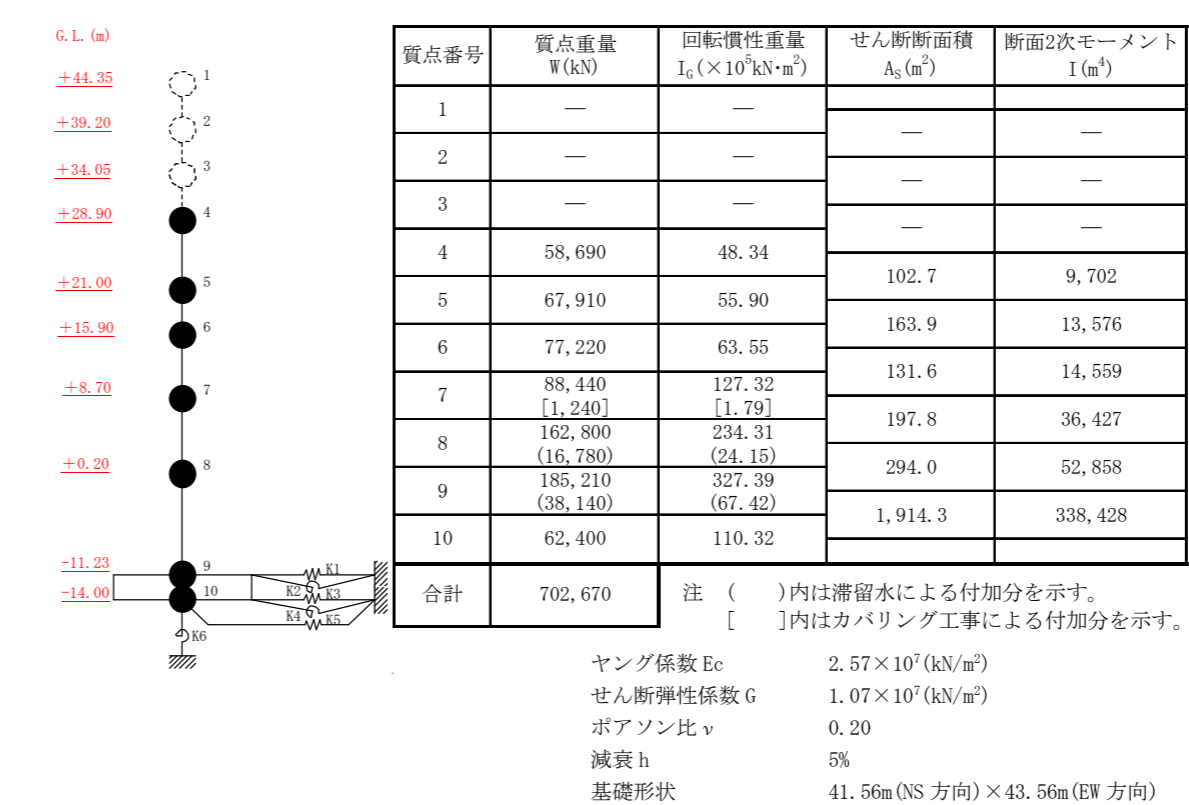 G.L.(m)
+44.35
+39.20
+34.05
+28.90
+21.00
+15.90
+8.70
+0.20
-11.23
-14.00
1
2
3
4
5
6
7
8
9
10
K1
K2 K3
K4 K5
K6
質点番号 質点重量 W(kN) 回転慣性重量 I_G(×10⁵kN・m²) せん断断面積 A_S(m²) 断面2次モーメント I(m⁴)
1 — —
— —
2 — —
— —
3 — —
— —
4 58,690 48.34
102.7 9,702
5 67,910 55.90
163.9 13,576
6 77,220 63.55
131.6 14,559
7 88,440 [1,240] 127.32 [1.79]
197.8 36,427
8 162,800 (16,780) 234.31 (24.15)
294.0 52,858
9 185,210 (38,140) 327.39 (67.42)
1,914.3 338,428
10 62,400 110.32
合計 702,670
注 ( )内は滞留水による付加分を示す。
[ ]内はカバリング工事による付加分を示す。
ヤング係数 Ec 2.57×10⁷(kN/m²)
せん断弾性係数 G 1.07×10⁷(kN/m²)
ポアソン比 ν 0.20
減衰 h 5%
基礎形状 41.56m(NS 方向)×43.56m(EW 方向)